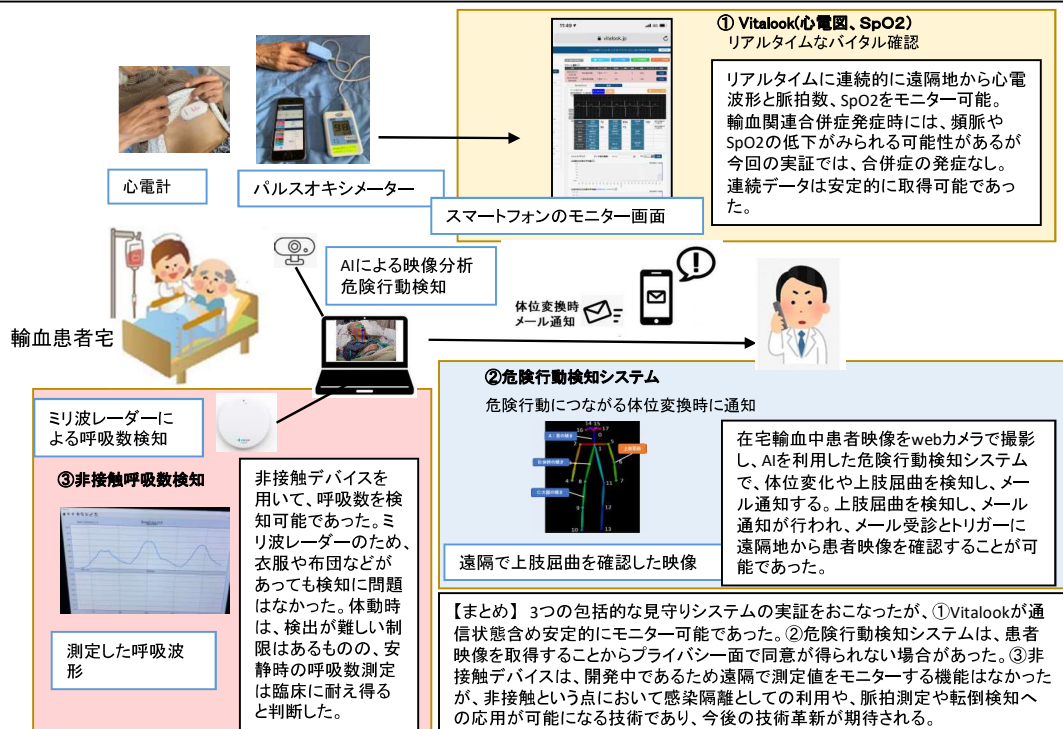 ① Vitalook(心電図、SpO2)
リアルタイムなバイタル確認
11:49
4G
vitalook.jp
リアルタイムに連続的に遠隔地から心電
波形と脈拍数、SpO2をモニター可能。
輸血関連合併症発症時には、頻脈や
SpO2の低下がみられる可能性があるが
今回の実証では、合併症の発症なし。
連続データは安定的に取得可能であっ
た。
心電計
パルスオキシメーター
スマートフォンのモニター画面
AIによる映像分析
危険行動検知
体位変換時
メール通知
輸血患者宅
ミリ波レーダーに
よる呼吸数検知
③非接触呼吸数検知
非接触デバイスを
用いて、呼吸数を検
知可能であった。ミ
リ波レーダーのため、
衣服や布団などが
あっても検知に問題
はなかった。体動時
は、検出が難しい制
限はあるものの、安
静時の呼吸数測定
は臨床に耐え得る
と判断した。
測定した呼吸波
形
②危険行動検知システム
危険行動につながる体位変換時に通知
14 15
16 17
0
2 1 5
3 6
4 8 11 7
9 12
10 13
遠隔で上肢屈曲を確認した映像
在宅輸血中患者映像をwebカメラで撮影
し、AIを利用した危険行動検知システム
で、体位変化や上肢屈曲を検知し、メー
ル通知する。上肢屈曲を検知し、メール
通知が行われ、メール受診とトリガーに
遠隔地から患者映像を確認することが可
能であった。
【まとめ】 3つの包括的な見守りシステムの実証をおこなったが、①Vitalookが通
信状態含め安定的にモニター可能であった。②危険行動検知システムは、患者
映像を取得することからプライバシー面で同意が得られない場合があった。③非
接触デバイスは、開発中であるため遠隔で測定値をモニターする機能はなかった
が、非接触という点において感染隔離としての利用や、脈拍測定や転倒検知へ
の応用が可能になる技術であり、今後の技術革新が期待される。